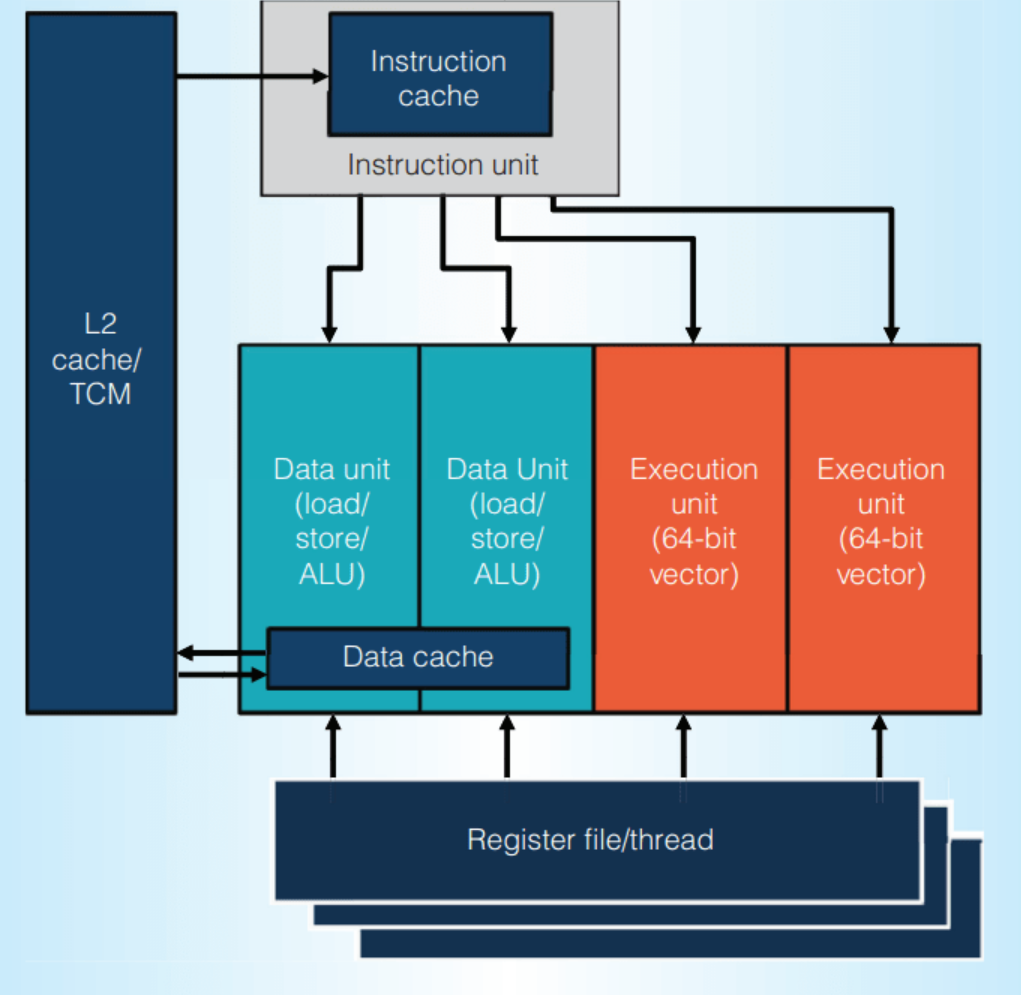 Instruction
cache
Instruction unit
L2
cache/
TCM
Data unit
(load/
store/
ALU)
Data Unit
(load/
store/
ALU)
Execution
unit
(64-bit
vector)
Execution
unit
(64-bit
vector)
Data cache
Register file/thread